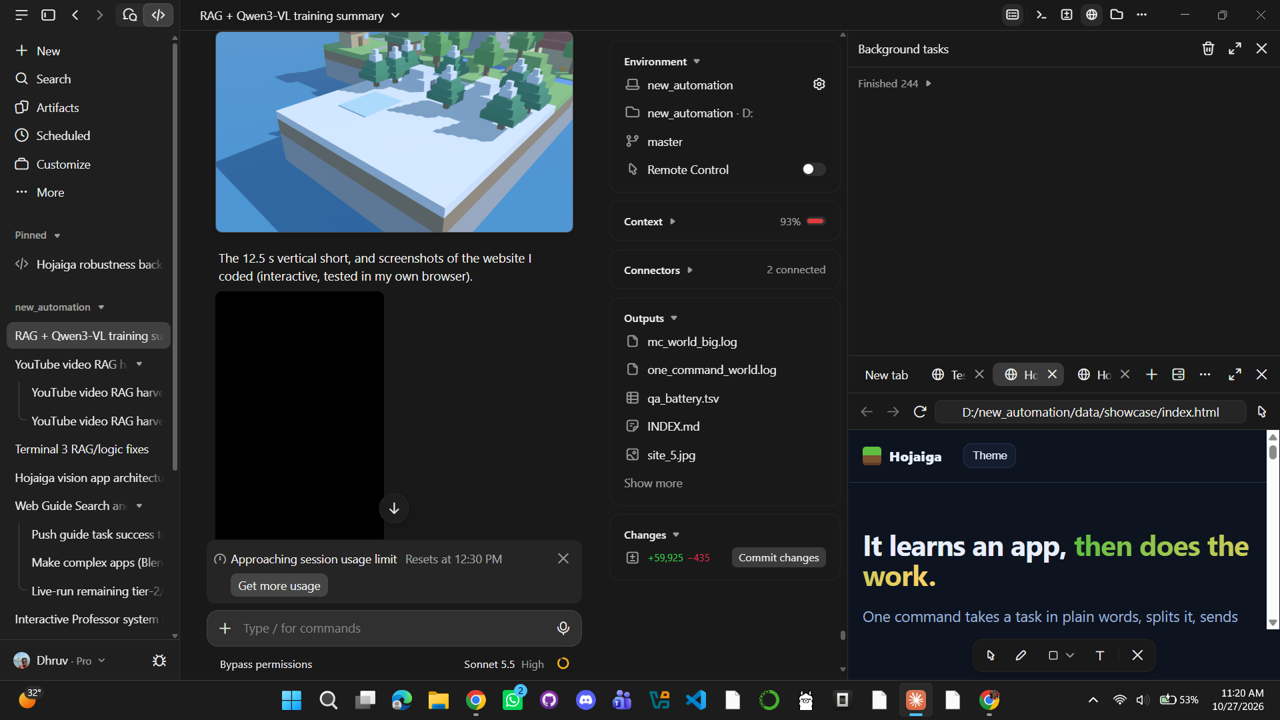 RAG + Qwen3-VL training summary
New
Search
Artifacts
Scheduled
Customize
More
Pinned
Hojaiga robustness back
new_automation
RAG + Qwen3-VL training su
YouTube video RAG h
YouTube video RAG harve
YouTube video RAG harve
Terminal 3 RAG/logic fixes
Hojaiga vision app architectu
Web Guide Search an
Push guide task success t
Make complex apps (Blen
Live-run remaining tier-2/
Interactive Professor system
Dhruv · Pro
The 12.5 s vertical short, and screenshots of the website I
coded (interactive, tested in my own browser).
Approaching session usage limit Resets at 12:30 PM
Get more usage
Type / for commands
Bypass permissions
Sonnet 5.5 High
Environment
new_automation
new_automation · D:
master
Remote Control
Context 93%
Connectors 2 connected
Outputs
mc_world_big.log
one_command_world.log
qa_battery.tsv
INDEX.md
site_5.jpg
Show more
Changes
+59,925 −435 Commit changes
Background tasks
Finished 244
New tab Te Ho Ho
D:/new_automation/data/showcase/index.html
Hojaiga Theme
It learns an app, then does the
work.
One command takes a task in plain words, splits it, sends
T
32°
2
53%
11:20 AM
10/27/2026